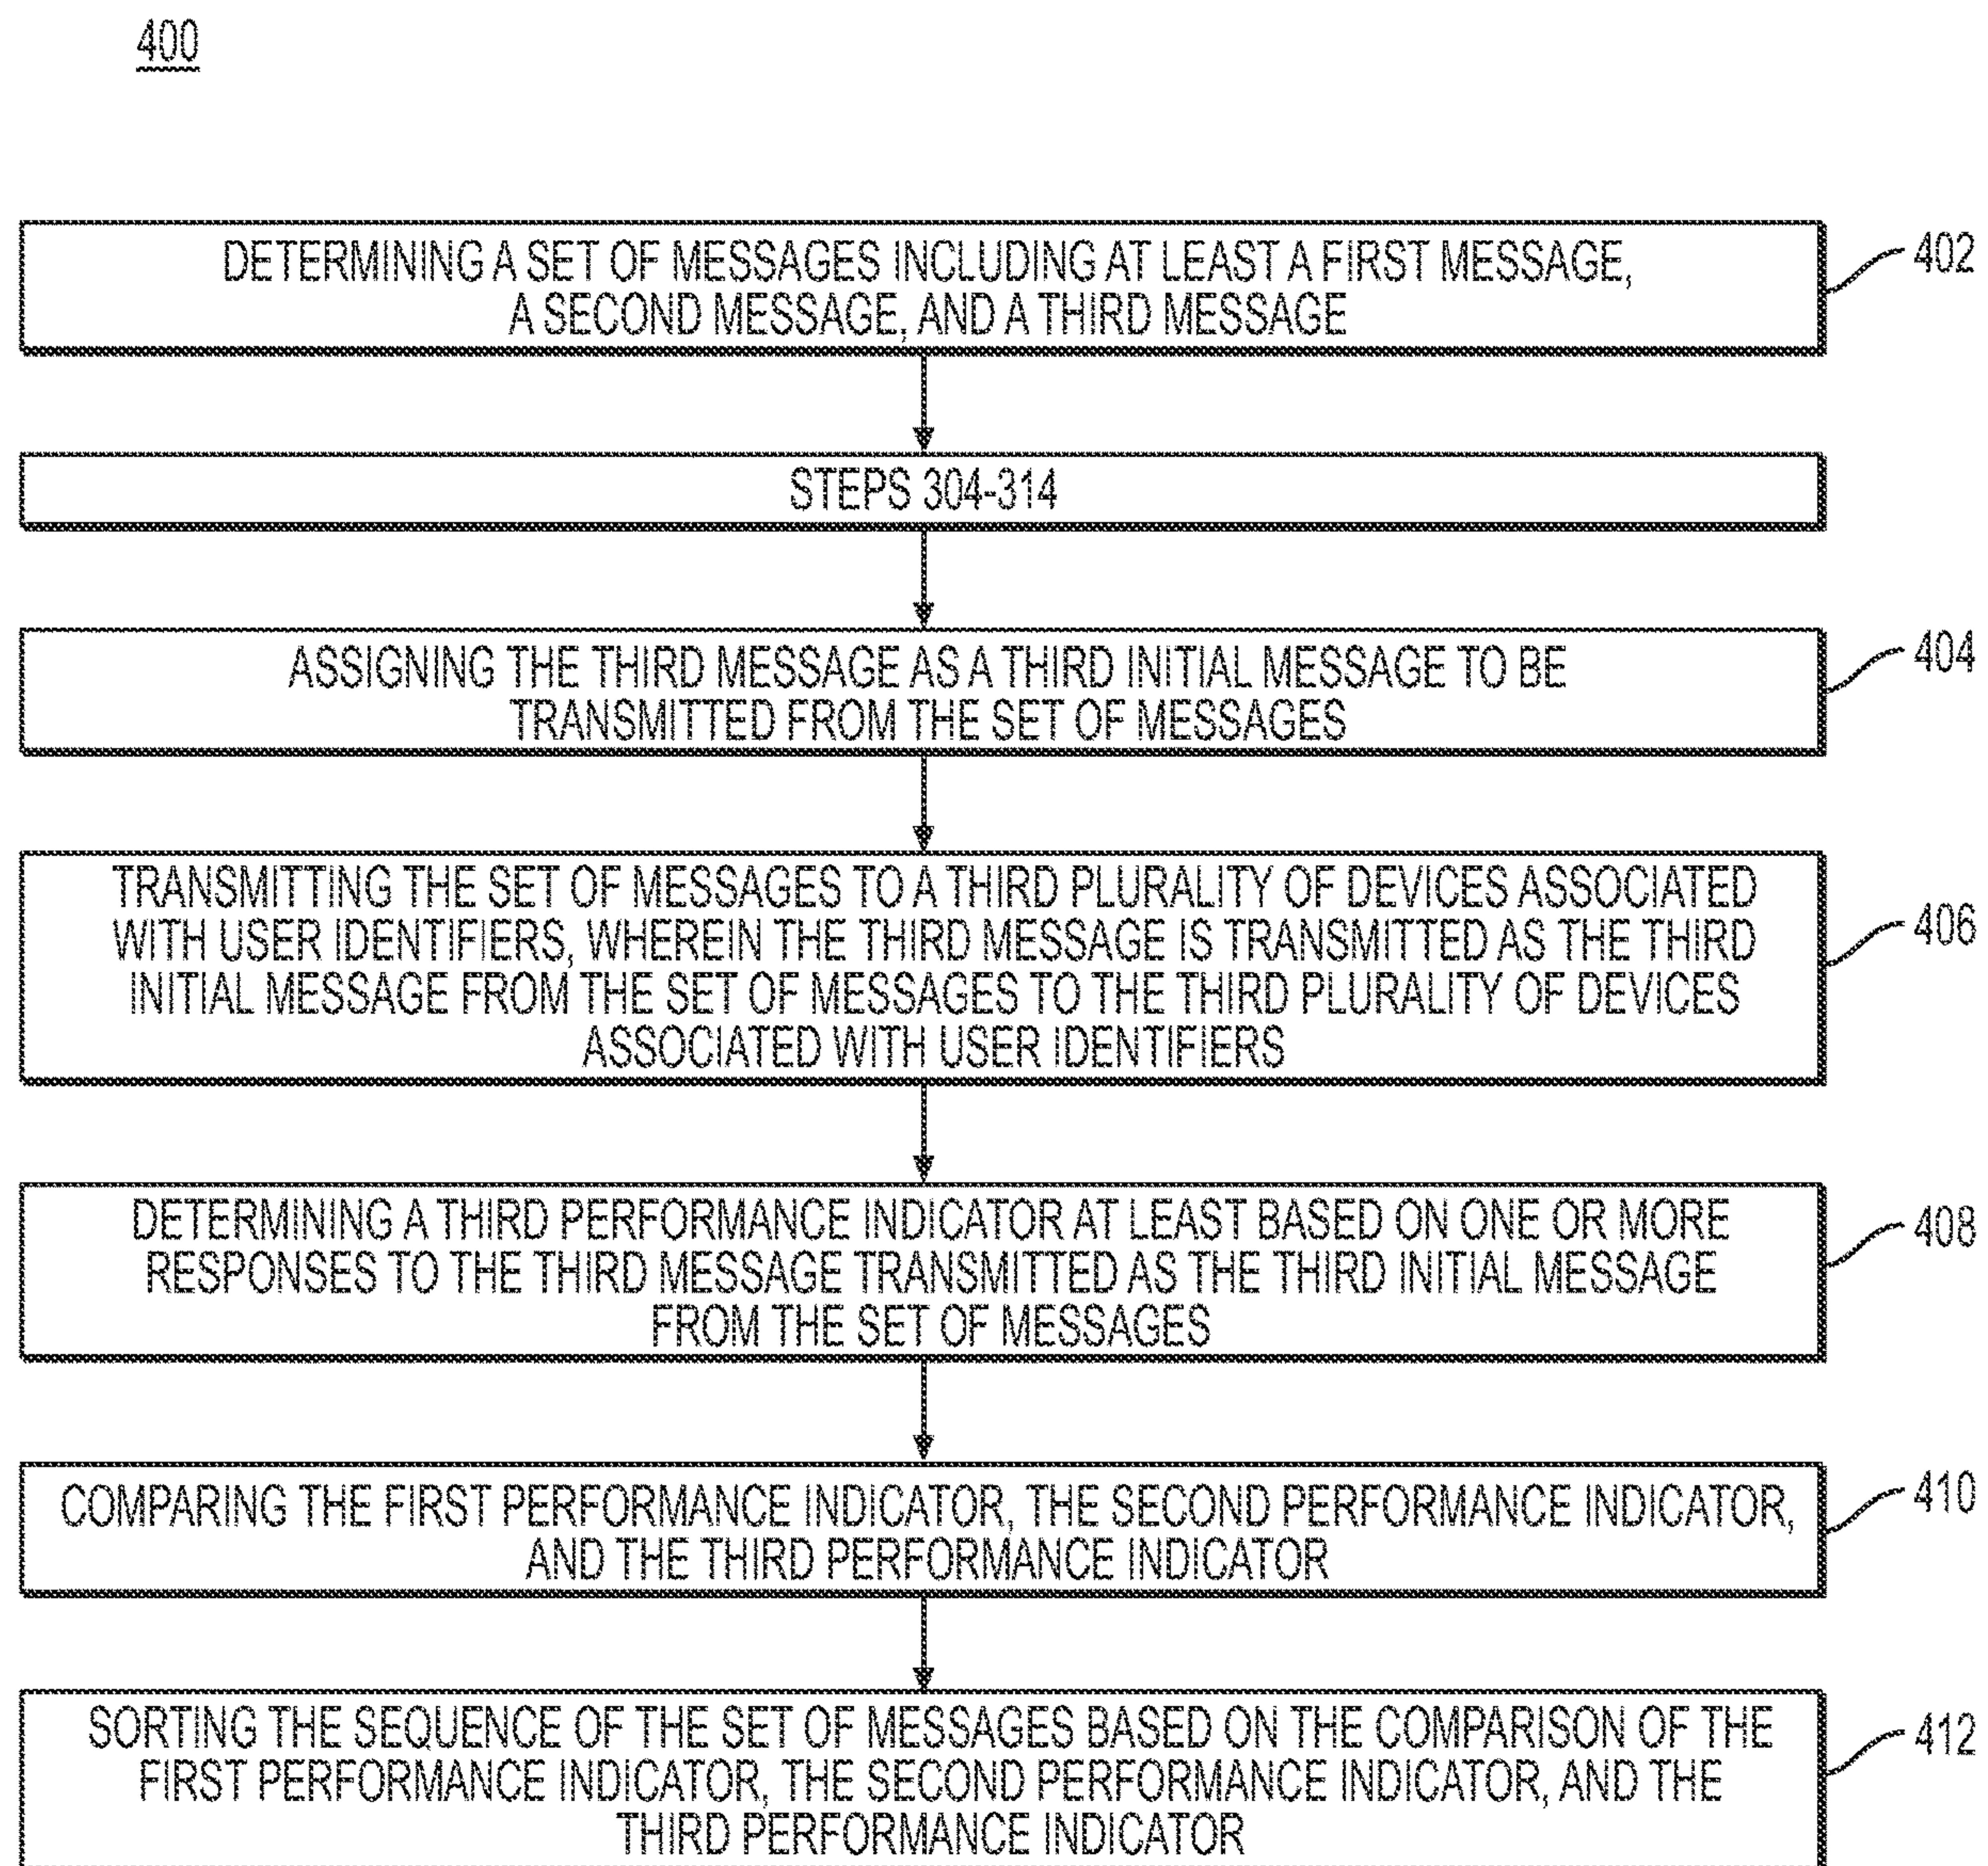 400
DETERMINING A SET OF MESSAGES INCLUDING AT LEAST A FIRST MESSAGE,
A SECOND MESSAGE, AND A THIRD MESSAGE
402
STEPS 304-314
ASSIGNING THE THIRD MESSAGE AS A THIRD INITIAL MESSAGE TO BE
TRANSMITTED FROM THE SET OF MESSAGES
404
TRANSMITTING THE SET OF MESSAGES TO A THIRD PLURALITY OF DEVICES ASSOCIATED
WITH USER IDENTIFIERS, WHEREIN THE THIRD MESSAGE IS TRANSMITTED AS THE THIRD
INITIAL MESSAGE FROM THE SET OF MESSAGES TO THE THIRD PLURALITY OF DEVICES
ASSOCIATED WITH USER IDENTIFIERS
406
DETERMINING A THIRD PERFORMANCE INDICATOR AT LEAST BASED ON ONE OR MORE
RESPONSES TO THE THIRD MESSAGE TRANSMITTED AS THE THIRD INITIAL MESSAGE
FROM THE SET OF MESSAGES
408
COMPARING THE FIRST PERFORMANCE INDICATOR, THE SECOND PERFORMANCE INDICATOR,
AND THE THIRD PERFORMANCE INDICATOR
410
SORTING THE SEQUENCE OF THE SET OF MESSAGES BASED ON THE COMPARISON OF THE
FIRST PERFORMANCE INDICATOR, THE SECOND PERFORMANCE INDICATOR, AND THE
THIRD PERFORMANCE INDICATOR
412